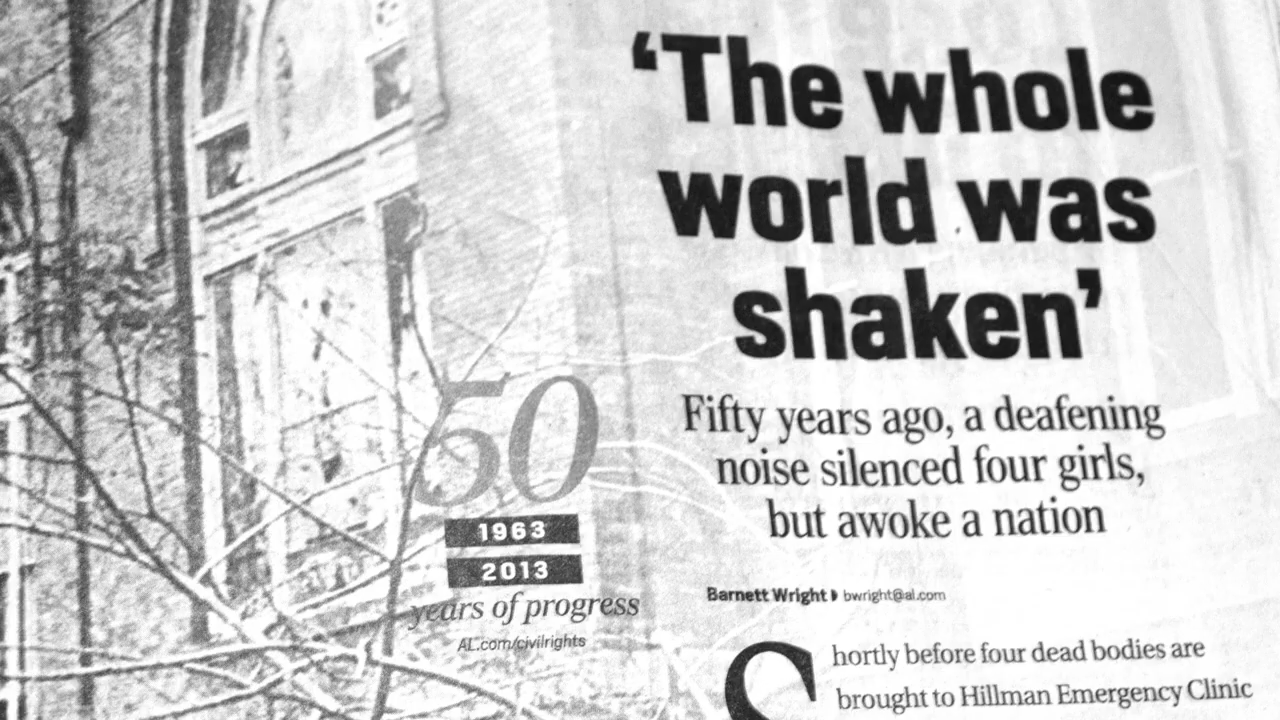 ‘The whole
world was
shaken’
Fifty years ago, a deafening
noise silenced four girls,
but awoke a nation
Barnett Wright bwright@al.com
Shortly before four dead bodies are
brought to Hillman Emergency Clinic
50
1963
2013
years of progress
AL.com/civilrights